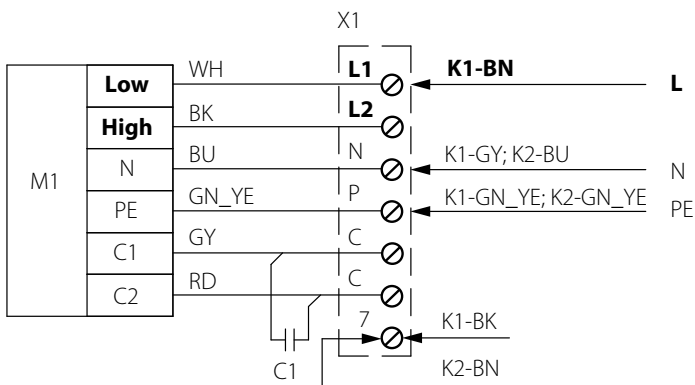 X1
Low WH L1 K1-BN L
High BK L2
M1 N BU N K1-GY; K2-BU N
PE GN_YE P K1-GN_YE; K2-GN_YE PE
C1 GY C
C2 RD C
7 K1-BK
C1 K2-BN